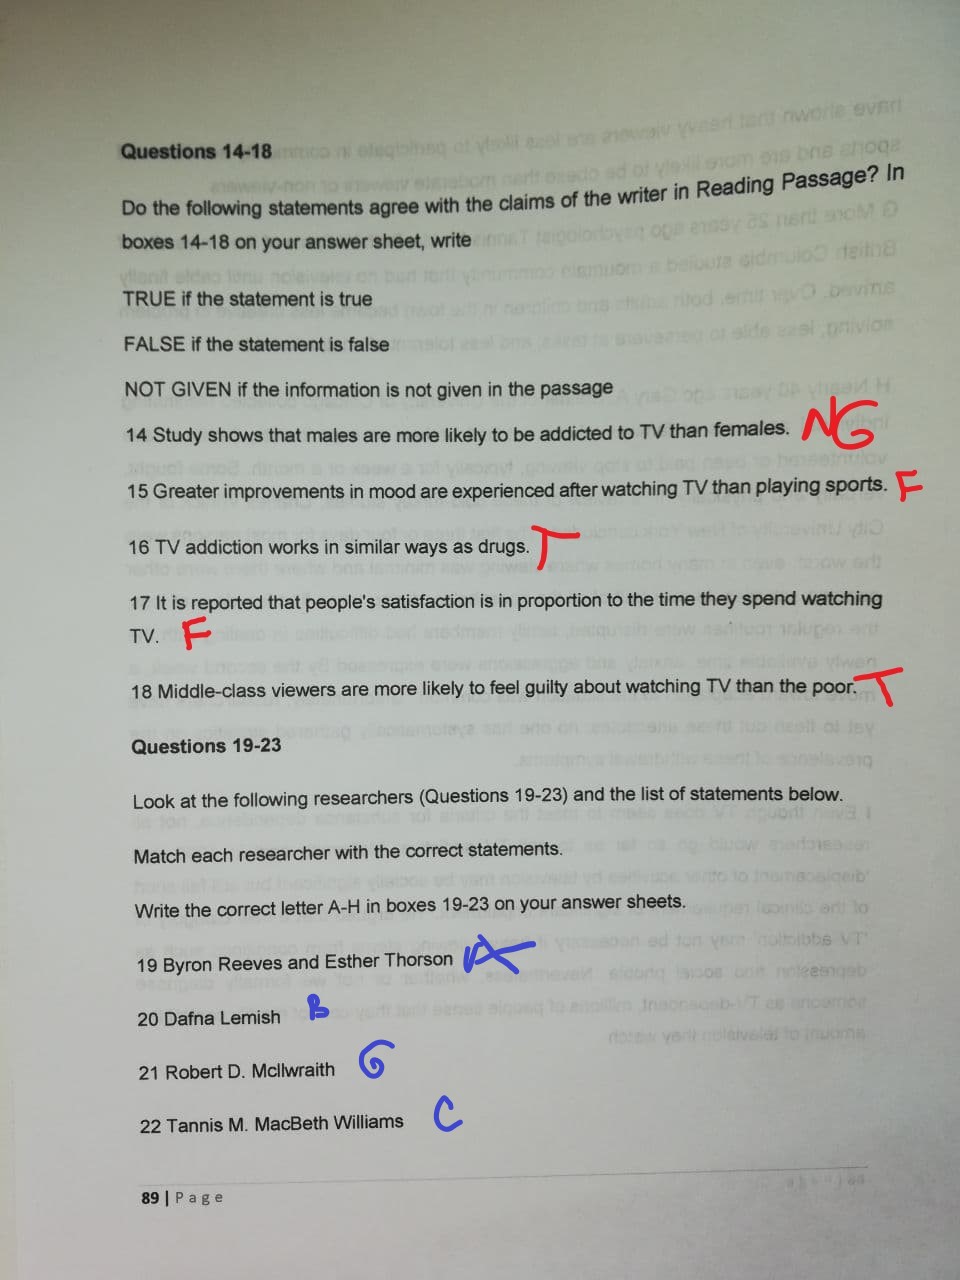 Questions 14-18
Do the following statements agree with the claims of the writer in Reading Passage? In
boxes 14-18 on your answer sheet, write
TRUE if the statement is true
FALSE if the statement is false
NOT GIVEN if the information is not given in the passage
14 Study shows that males are more likely to be addicted to TV than females. NG
15 Greater improvements in mood are experienced after watching TV than playing sports. F
16 TV addiction works in similar ways as drugs. T
17 It is reported that people's satisfaction is in proportion to the time they spend watching
TV. F
18 Middle-class viewers are more likely to feel guilty about watching TV than the poor. T
Questions 19-23
Look at the following researchers (Questions 19-23) and the list of statements below.
Match each researcher with the correct statements.
Write the correct letter A-H in boxes 19-23 on your answer sheets.
19 Byron Reeves and Esther Thorson A
20 Dafna Lemish B
21 Robert D. McIlwraith G
22 Tannis M. MacBeth Williams C
89 | Page